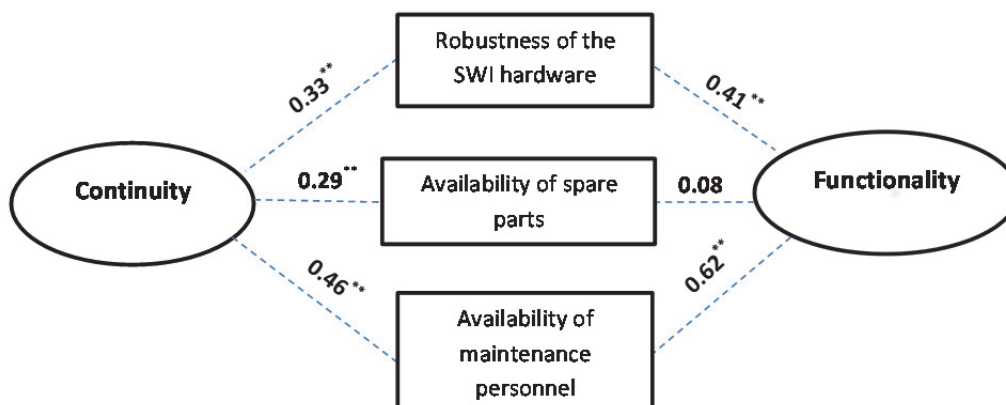 Robustness of the
SWI hardware
0.33**
0.41**
Continuity
0.29**
Availability of spare
parts
0.08
Functionality
0.46**
0.62**
Availability of
maintenance
personnel